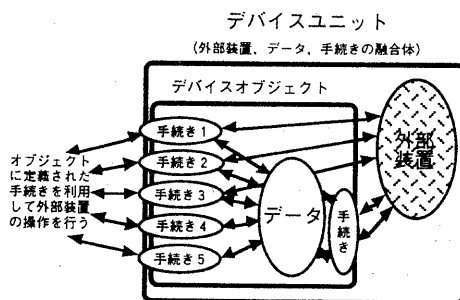 デバイスユニット
(外部装置、データ、手続きの融合体)
デバイスオブジェクト
手続き1
手続き2
手続き3
手続き4
手続き5
オブジェクト
に定義された
手続きを利用
して外部装置
の操作を行う
データ
手続き
外部
装置